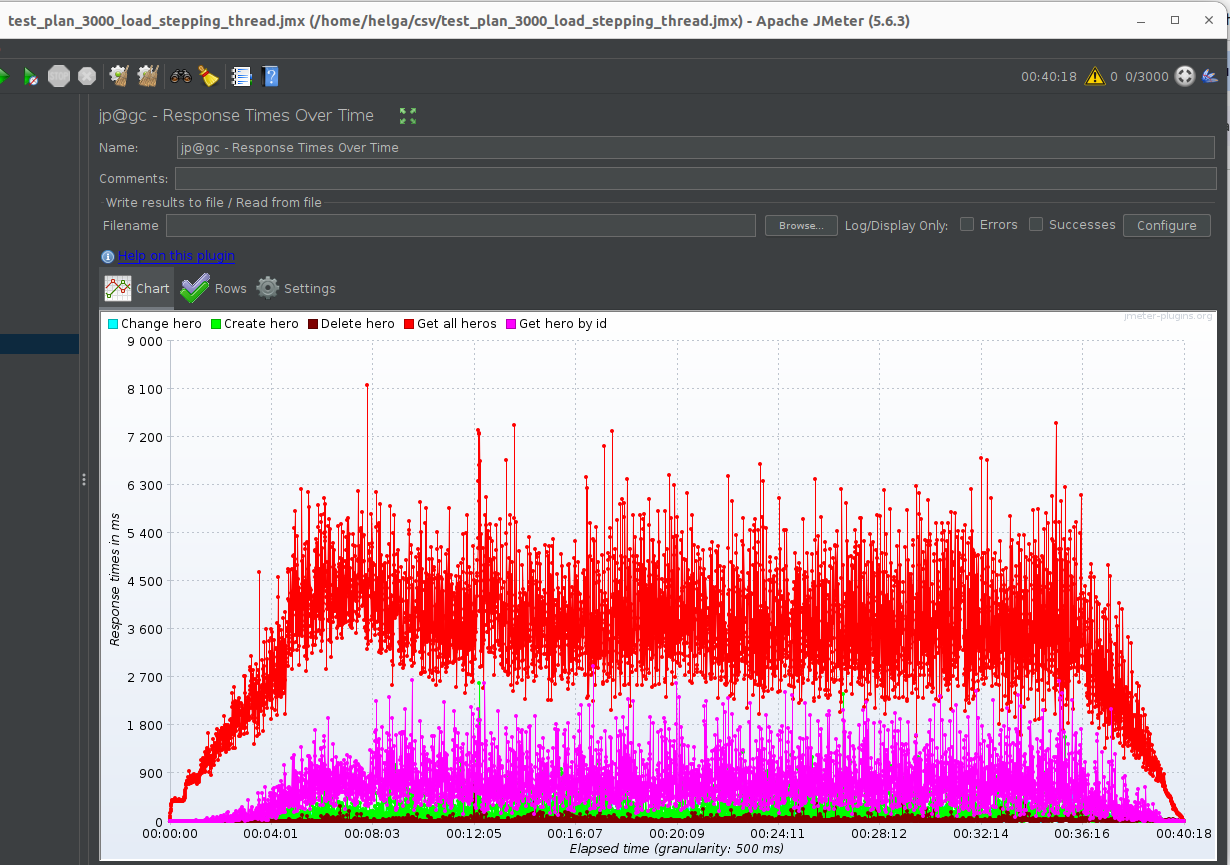 test_plan_3000_load_stepping_thread.jmx (/home/helga/csv/test_plan_3000_load_stepping_thread.jmx) - Apache JMeter (5.6.3)
STOP
00:40:18 0 0/3000
jp@gc - Response Times Over Time
Name: jp@gc - Response Times Over Time
Comments:
Write results to file / Read from file
Filename Browse... Log/Display Only: Errors Successes Configure
Help on this plugin
Chart Rows Settings
jmeter-plugins.org
Change hero Create hero Delete hero Get all heros Get hero by id
9 000
8 100
7 200
6 300
5 400
4 500
3 600
2 700
1 800
900
0
Response times in ms
00:00:00 00:04:01 00:08:03 00:12:05 00:16:07 00:20:09 00:24:11 00:28:12 00:32:14 00:36:16 00:40:18
Elapsed time (granularity: 500 ms)